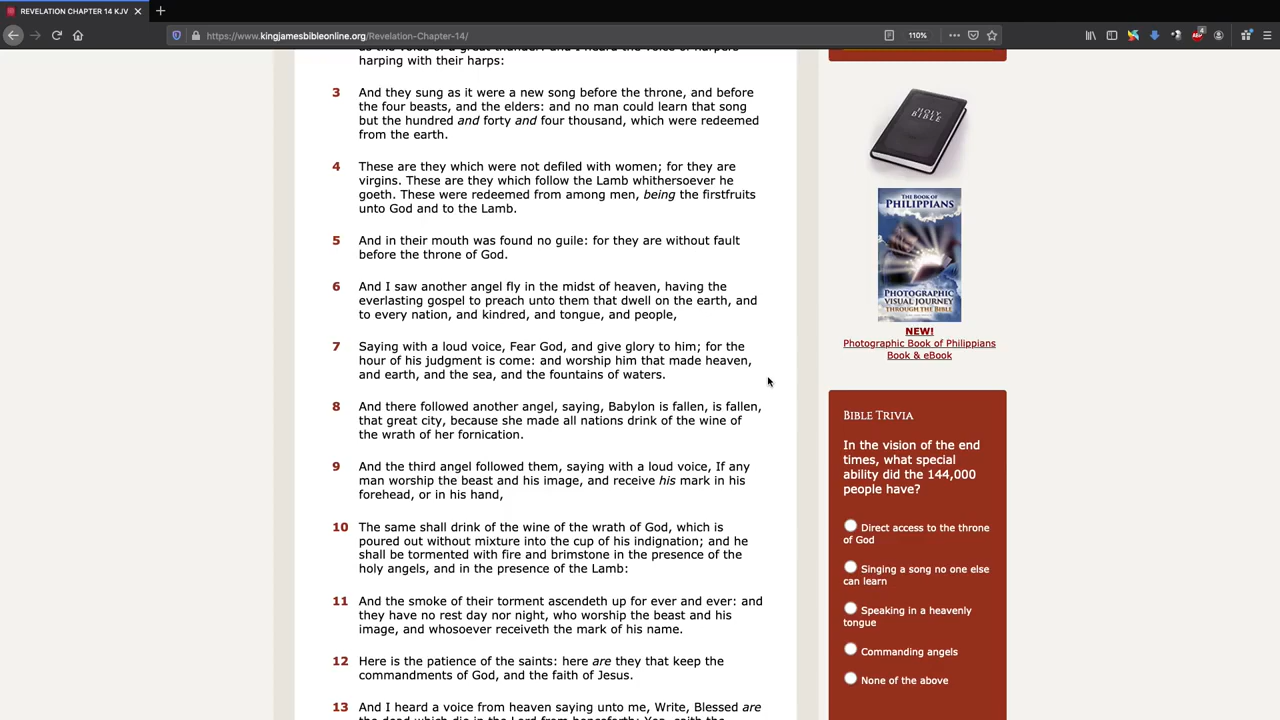 REVELATION CHAPTER 14 KJV
https://www.kingjamesbibleonline.org/Revelation-Chapter-14/
110%
harping with their harps:
3 And they sung as it were a new song before the throne, and before
the four beasts, and the elders: and no man could learn that song
but the hundred and forty and four thousand, which were redeemed
from the earth.
4 These are they which were not defiled with women; for they are
virgins. These are they which follow the Lamb whithersoever he
goeth. These were redeemed from among men, being the firstfruits
unto God and to the Lamb.
5 And in their mouth was found no guile: for they are without fault
before the throne of God.
6 And I saw another angel fly in the midst of heaven, having the
everlasting gospel to preach unto them that dwell on the earth, and
to every nation, and kindred, and tongue, and people,
7 Saying with a loud voice, Fear God, and give glory to him; for the
hour of his judgment is come: and worship him that made heaven,
and earth, and the sea, and the fountains of waters.
8 And there followed another angel, saying, Babylon is fallen, is fallen,
that great city, because she made all nations drink of the wine of
the wrath of her fornication.
9 And the third angel followed them, saying with a loud voice, If any
man worship the beast and his image, and receive his mark in his
forehead, or in his hand,
10 The same shall drink of the wine of the wrath of God, which is
poured out without mixture into the cup of his indignation; and he
shall be tormented with fire and brimstone in the presence of the
holy angels, and in the presence of the Lamb:
11 And the smoke of their torment ascendeth up for ever and ever: and
they have no rest day nor night, who worship the beast and his
image, and whosoever receiveth the mark of his name.
12 Here is the patience of the saints: here are they that keep the
commandments of God, and the faith of Jesus.
13 And I heard a voice from heaven saying unto me, Write, Blessed are
HOLY
BIBLE
THE BOOK OF
PHILIPPIANS
PHOTOGRAPHIC
VISUAL JOURNEY
THROUGH THE BIBLE
NEW!
Photographic Book of Philippians
Book & eBook
BIBLE TRIVIA
In the vision of the end
times, what special
ability did the 144,000
people have?
Direct access to the throne
of God
Singing a song no one else
can learn
Speaking in a heavenly
tongue
Commanding angels
None of the above